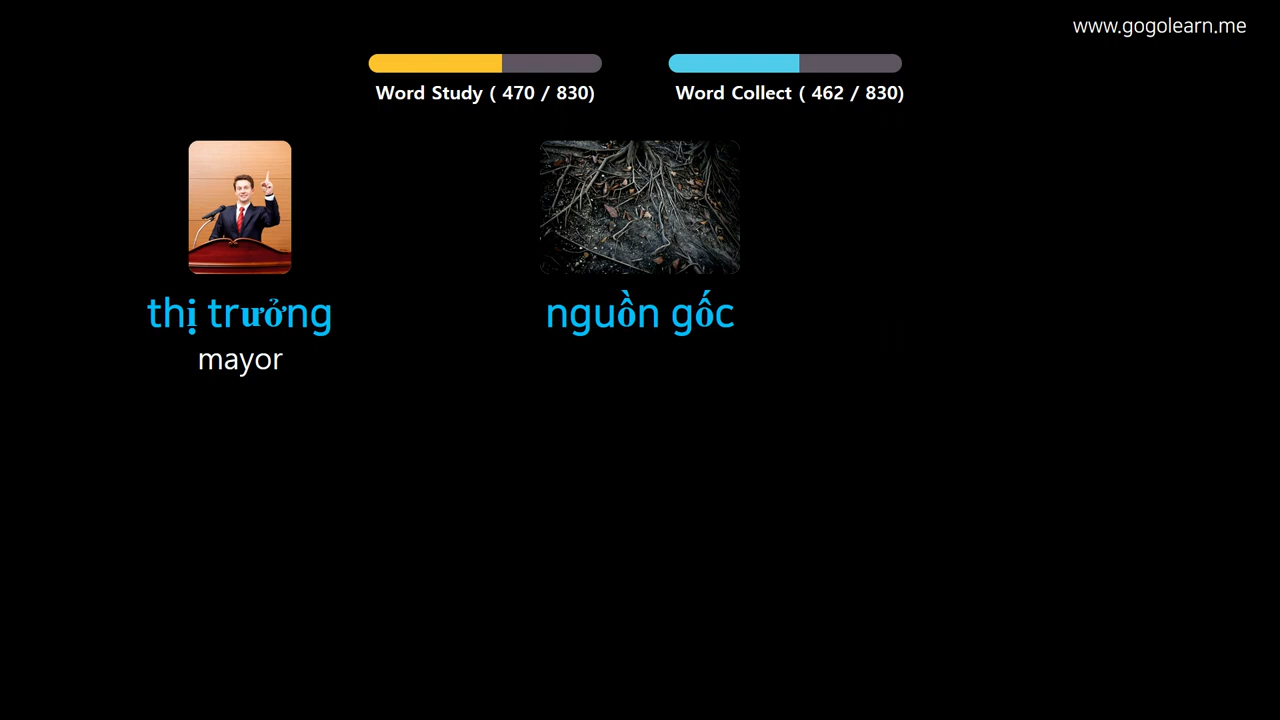 www.gogolearn.me
Word Study ( 470 / 830)
Word Collect ( 462 / 830)
thị trưởng
nguồn gốc
mayor